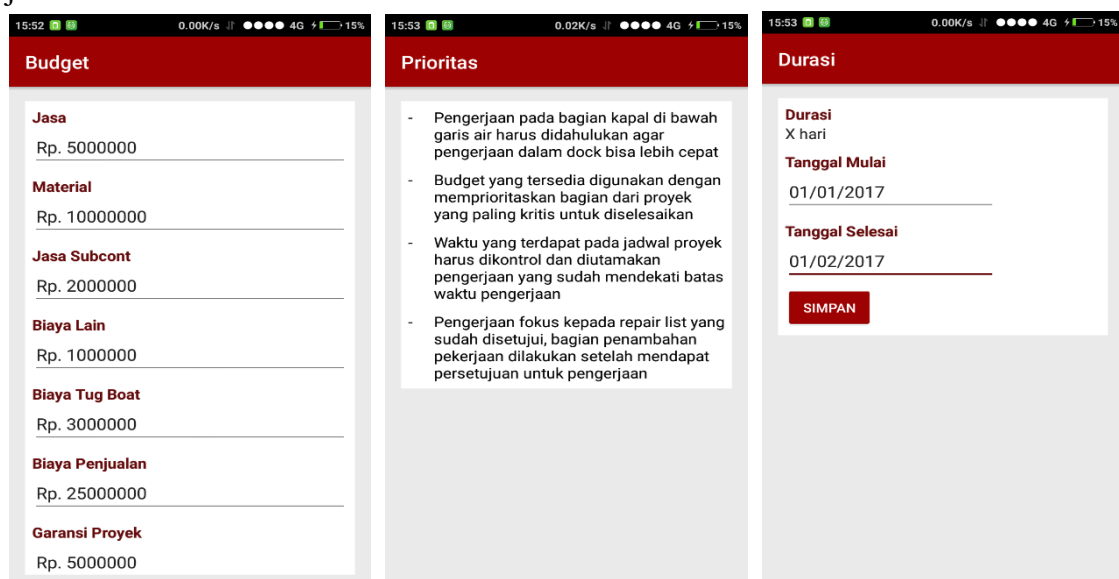 15:52 0.00K/s 4G 15%
Budget
Jasa
Rp. 5000000
Material
Rp. 10000000
Jasa Subcont
Rp. 2000000
Biaya Lain
Rp. 1000000
Biaya Tug Boat
Rp. 3000000
Biaya Penjualan
Rp. 25000000
Garansi Proyek
Rp. 5000000
15:53 0.02K/s 4G 15%
Prioritas
- Pengerjaan pada bagian kapal di bawah
garis air harus didahulukan agar
pengerjaan dalam dock bisa lebih cepat
- Budget yang tersedia digunakan dengan
memprioritaskan bagian dari proyek
yang paling kritis untuk diselesaikan
- Waktu yang terdapat pada jadwal proyek
harus dikontrol dan diutamakan
pengerjaan yang sudah mendekati batas
waktu pengerjaan
- Pengerjaan fokus kepada repair list yang
sudah disetujui, bagian penambahan
pekerjaan dilakukan setelah mendapat
persetujuan untuk pengerjaan
15:53 0.00K/s 4G 15%
Durasi
Durasi
X hari
Tanggal Mulai
01/01/2017
Tanggal Selesai
01/02/2017
SIMPAN